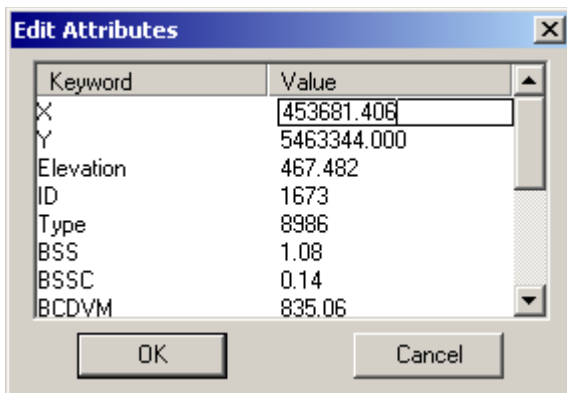 Edit Attributes
Keyword Value
X 453681.406
Y 5463344.000
Elevation 467.482
ID 1673
Type 8986
BSS 1.08
BSSC 0.14
BCDVM 835.06
OK Cancel